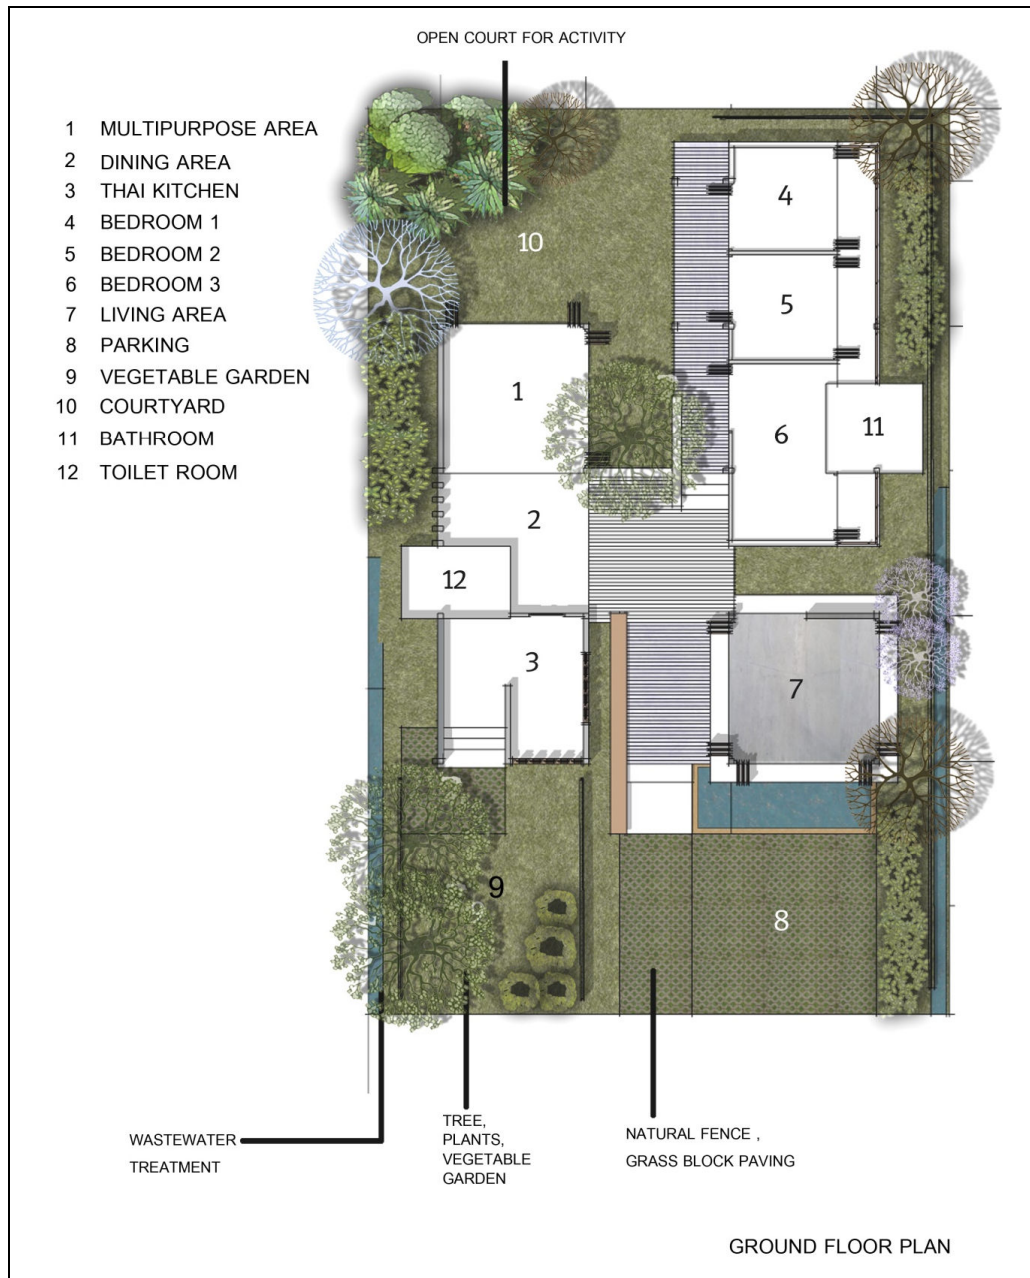 OPEN COURT FOR ACTIVITY
1 MULTIPURPOSE AREA
2 DINING AREA
3 THAI KITCHEN
4 BEDROOM 1
5 BEDROOM 2
6 BEDROOM 3
7 LIVING AREA
8 PARKING
9 VEGETABLE GARDEN
10 COURTYARD
11 BATHROOM
12 TOILET ROOM
4
10
5
1
6
11
2
12
3
7
9
8
WASTEWATER
TREATMENT
TREE,
PLANTS,
VEGETABLE
GARDEN
NATURAL FENCE ,
GRASS BLOCK PAVING
GROUND FLOOR PLAN